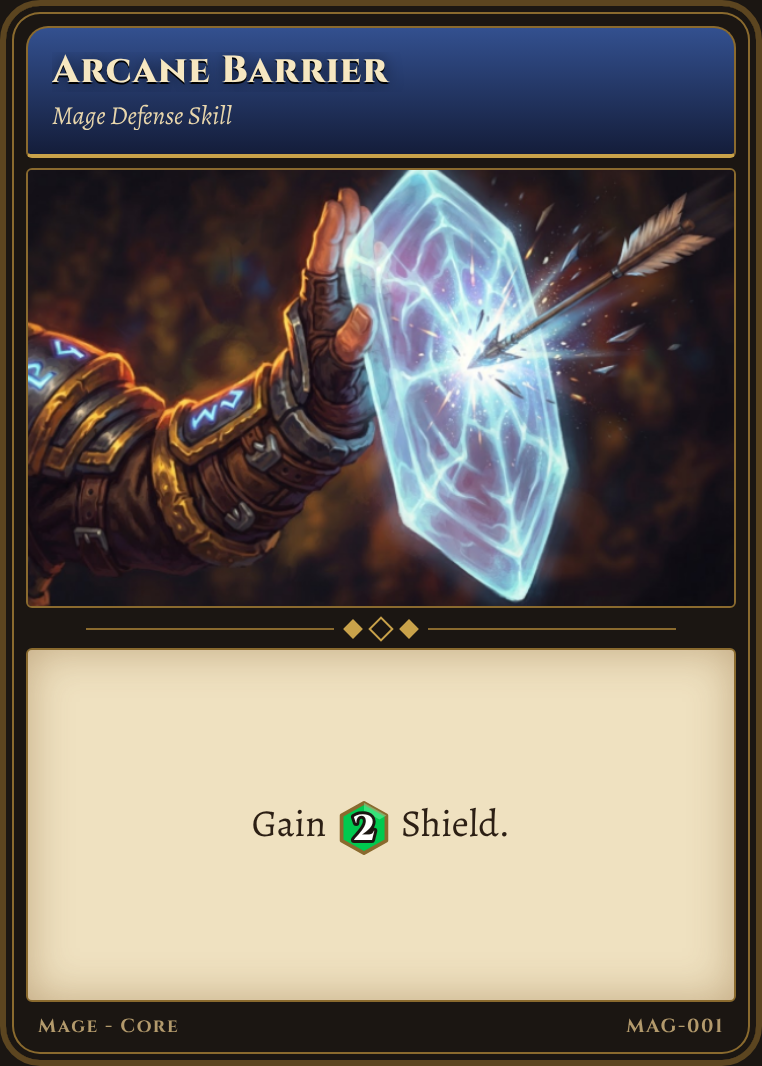 Arcane Barrier
Mage Defense Skill
Gain 2 Shield.
Mage - Core
MAG-001